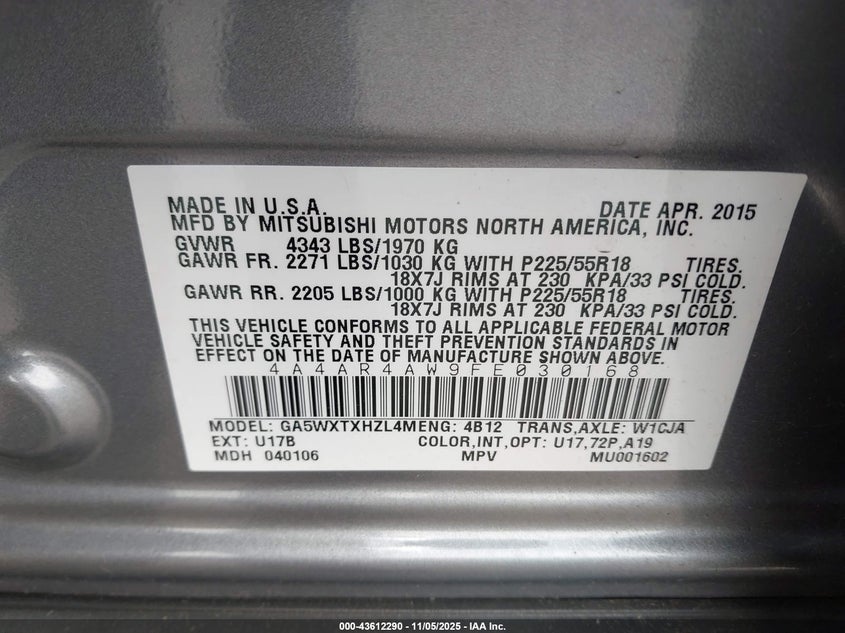 MADE IN U.S.A. DATE APR. 2015
MFD BY MITSUBISHI MOTORS NORTH AMERICA, INC.
GVWR 4343 LBS/1970 KG
GAWR FR. 2271 LBS/1030 KG WITH P225/55R18 TIRES.
18X7J RIMS AT 230 KPA/33 PSI COLD.
GAWR RR. 2205 LBS/1000 KG WITH P225/55R18 TIRES.
18X7J RIMS AT 230 KPA/33 PSI COLD.
THIS VEHICLE CONFORMS TO ALL APPLICABLE FEDERAL MOTOR
VEHICLE SAFETY AND THEFT PREVENTION STANDARDS IN
EFFECT ON THE DATE OF MANUFACTURE SHOWN ABOVE.
4A4AR4AW9FE030168
MODEL: GA5WXTXHZL4MENG: 4B12 TRANS,AXLE: W1CJA
EXT: U17B COLOR,INT,OPT: U17,72P,A19
MDH 040106 MPV MU001602
000-43612290 - 11/05/2025 - IAA Inc.